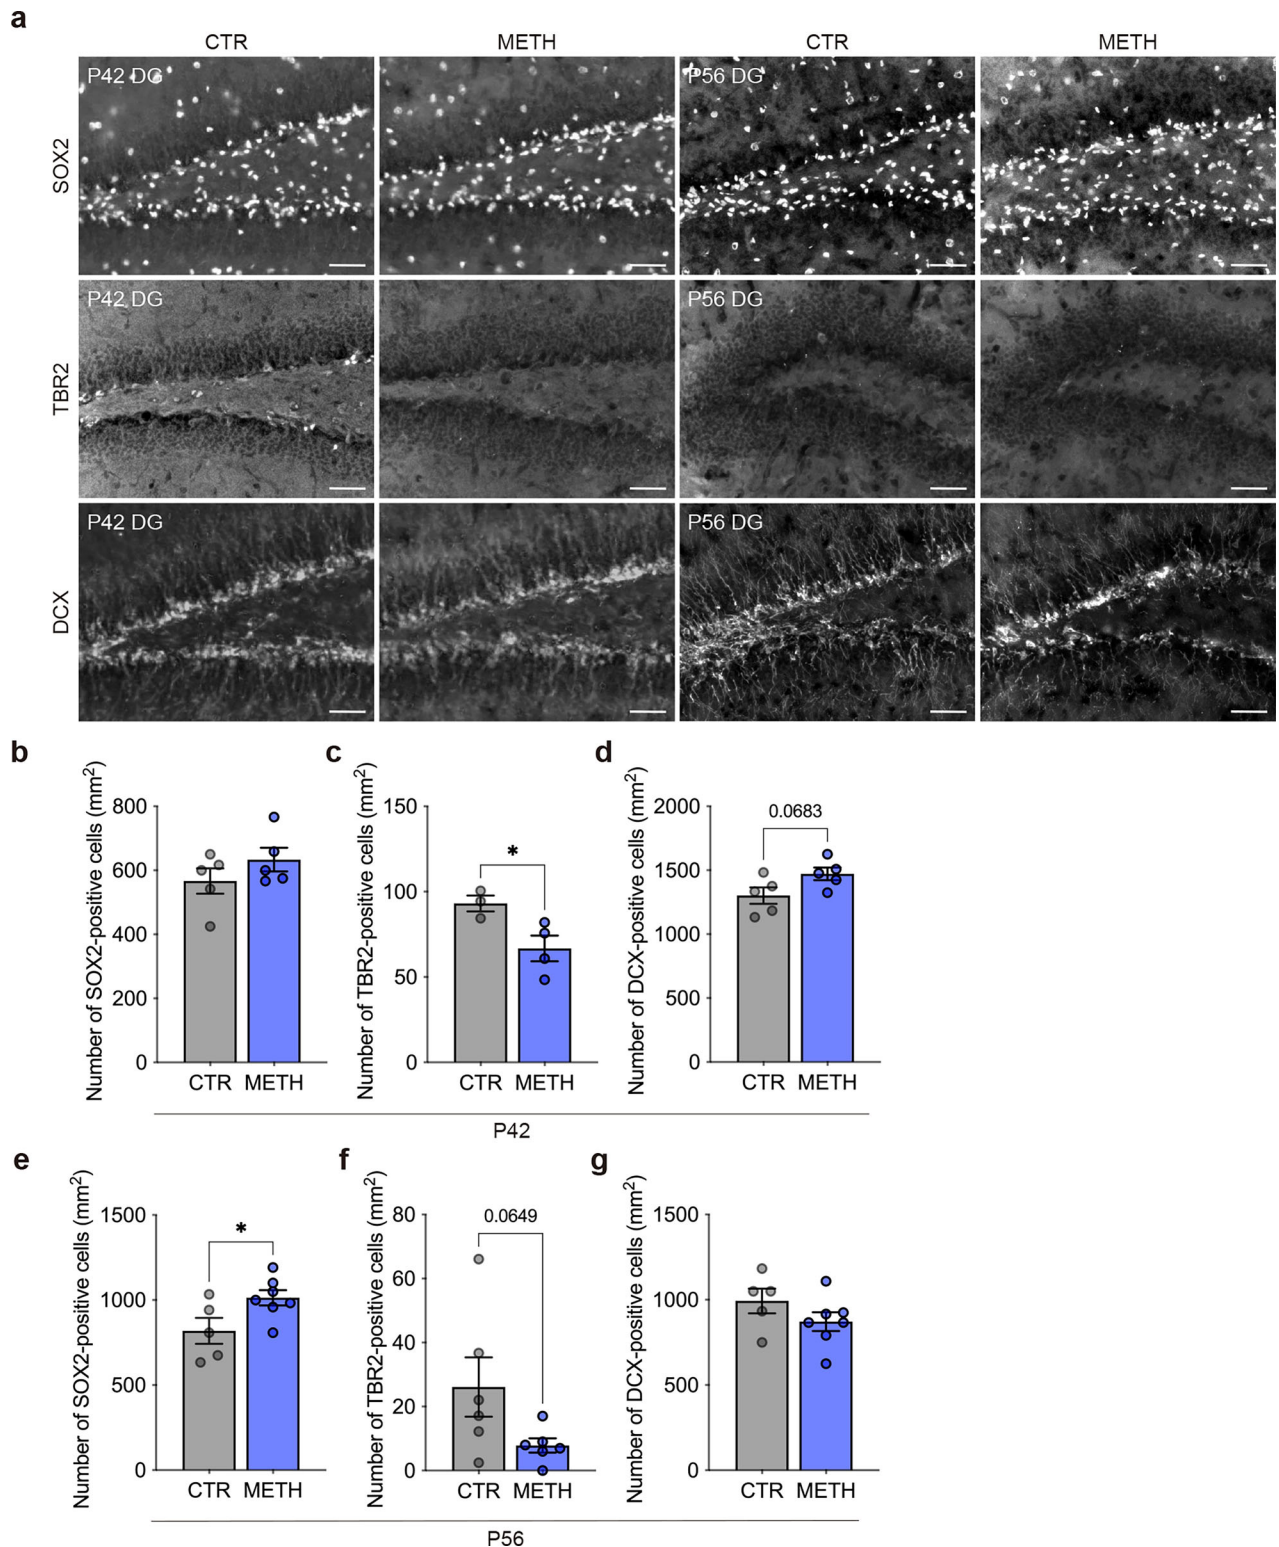 a
CTR METH CTR METH
SOX2
P42 DG P56 DG
TBR2
P42 DG P56 DG
DCX
P42 DG P56 DG
b
Number of SOX2-positive cells (mm2)
800
600
400
200
0
CTR METH
c
Number of TBR2-positive cells (mm2)
150
100
50
0
*
CTR METH
d
Number of DCX-positive cells (mm2)
2000
1500
1000
500
0
0.0683
CTR METH
P42
e
Number of SOX2-positive cells (mm2)
1500
1000
500
0
*
CTR METH
f
Number of TBR2-positive cells (mm2)
80
60
40
20
0
0.0649
CTR METH
g
Number of DCX-positive cells (mm2)
1500
1000
500
0
CTR METH
P56